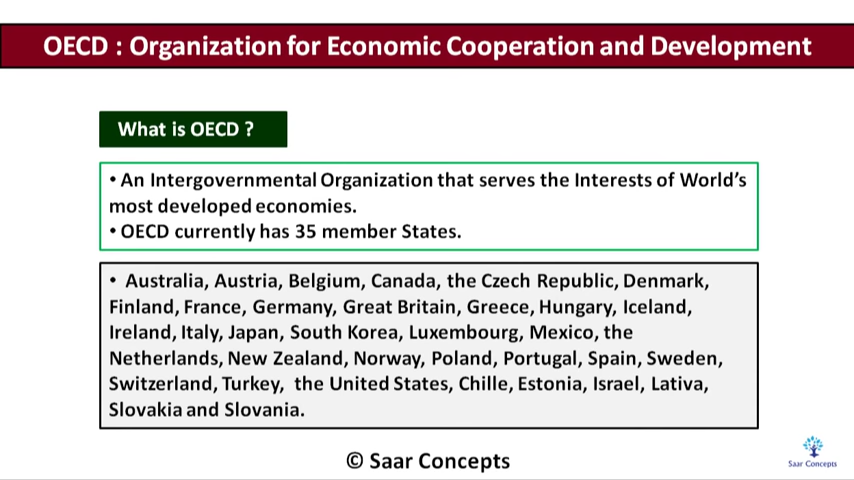 OECD : Organization for Economic Cooperation and Development
What is OECD ?
• An Intergovernmental Organization that serves the Interests of World's
most developed economies.
• OECD currently has 35 member States.
• Australia, Austria, Belgium, Canada, the Czech Republic, Denmark,
Finland, France, Germany, Great Britain, Greece, Hungary, Iceland,
Ireland, Italy, Japan, South Korea, Luxembourg, Mexico, the
Netherlands, New Zealand, Norway, Poland, Portugal, Spain, Sweden,
Switzerland, Turkey, the United States, Chille, Estonia, Israel, Lativa,
Slovakia and Slovania.
© Saar Concepts
Saar Concepts